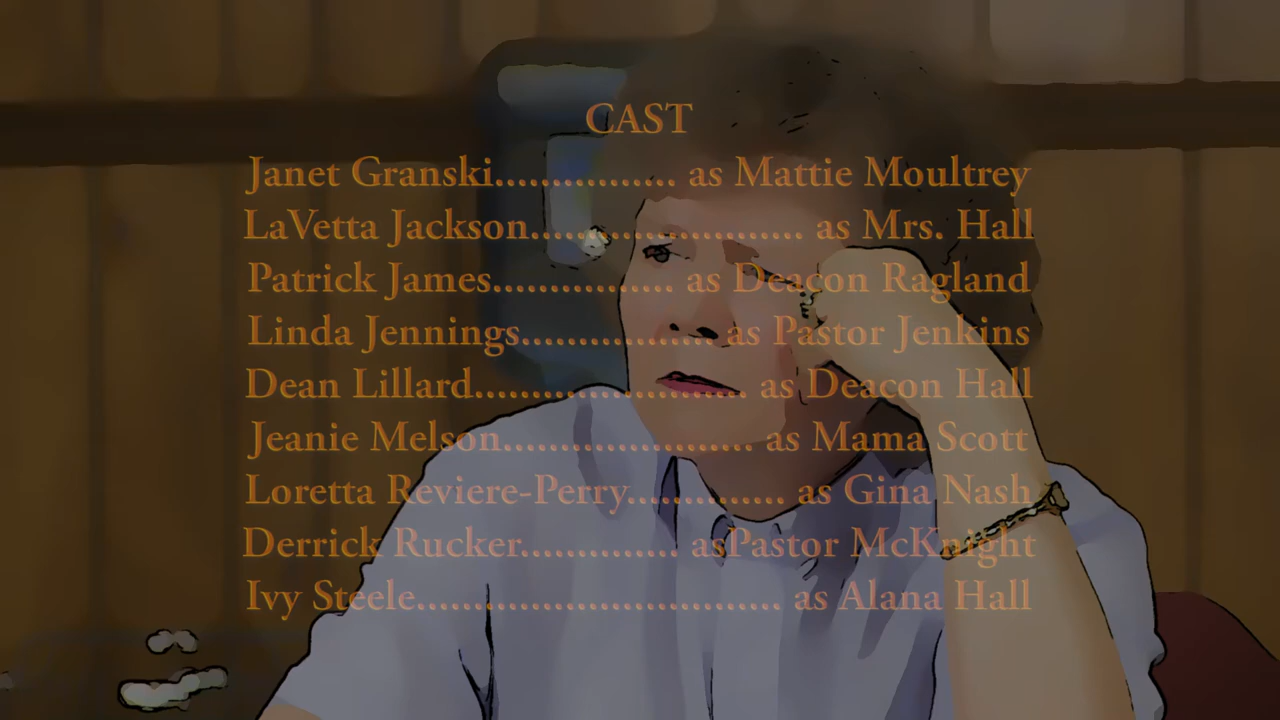 CAST
Janet Granski................ as Mattie Moultrey
LaVetta Jackson........................ as Mrs. Hall
Patrick James................ as Deacon Ragland
Linda Jennings................. as Pastor Jenkins
Dean Lillard........................ as Deacon Hall
Jeanie Melson...................... as Mama Scott
Loretta Reviere-Perry.............. as Gina Nash
Derrick Rucker.............. asPastor McKnight
Ivy Steele................................ as Alana Hall